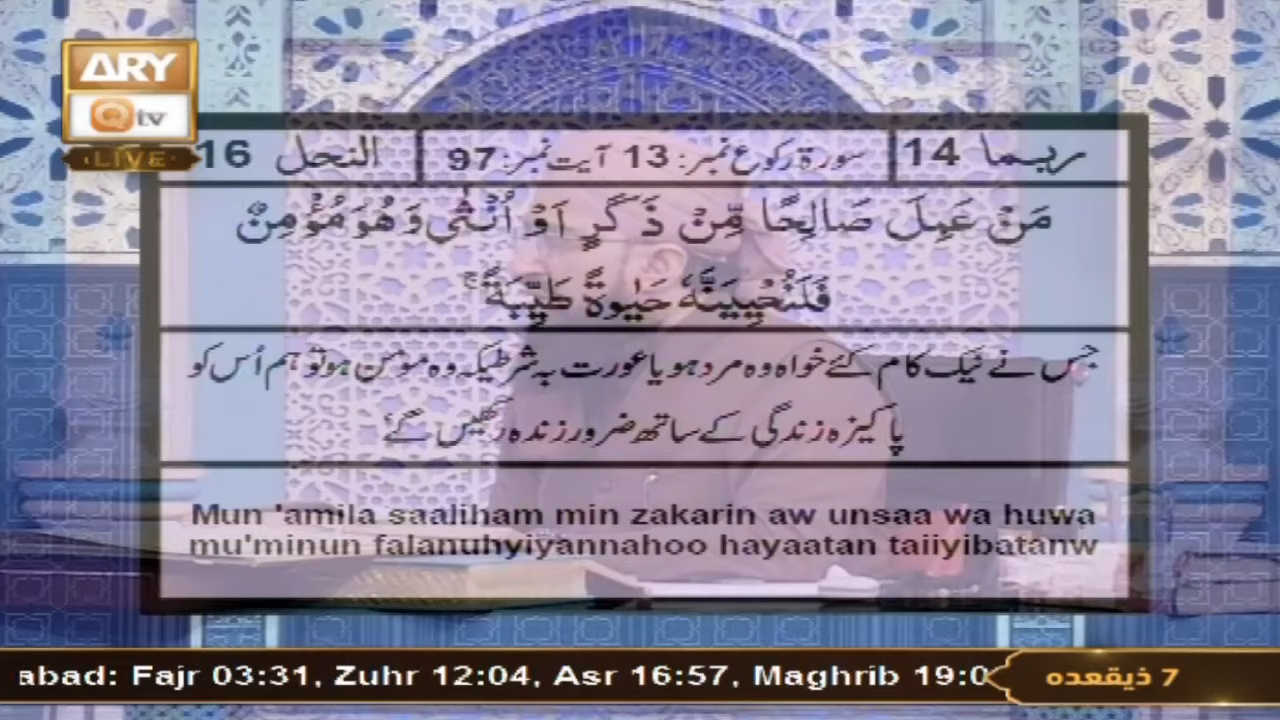 ARY
Qtv
LIVE
ربما 14 سورۃ رکوع نمبر: 13 آیت نمبر: 97 النحل 16
مَنْ عَمِلَ صَالِحًا مِّنْ ذَكَرٍ اَوْ اُنْثٰى وَهُوَ مُؤْمِنٌ
فَلَنُحْيِيَنَّهٗ حَيٰوةً طَيِّبَةً ۚ
جس نے نیک کام کئے خواہ وہ مرد ہو یا عورت بہ شرطیکہ وہ مومن ہو تو ہم اُس کو
پاکیزہ زندگی کے ساتھ ضرور زندہ رکھیں گے
Mun 'amila saaliham min zakarin aw unsaa wa huwa
mu'minun falanuhyiyannahoo hayaatan taiiyibatanw
abad: Fajr 03:31, Zuhr 12:04, Asr 16:57, Maghrib 19:0
7 ذیقعدہ